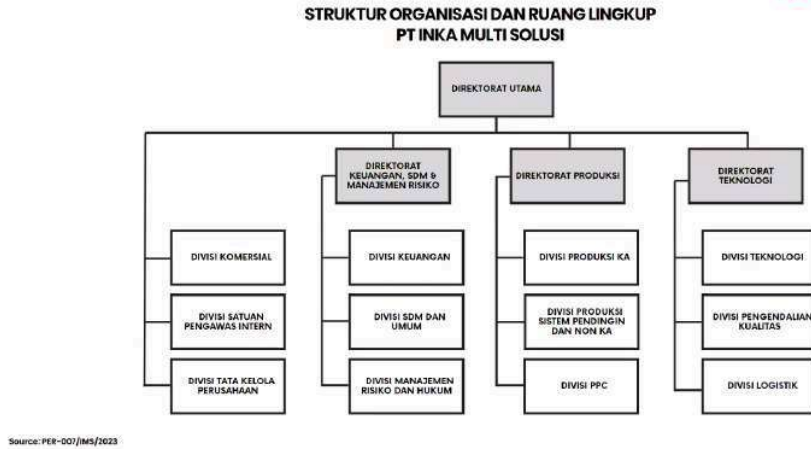 STRUKTUR ORGANISASI DAN RUANG LINGKUP
PT INKA MULTI SOLUSI
DIREKTORAT UTAMA
DIREKTORAT
KEUANGAN, SDM &
MANAJEMEN RISIKO
DIREKTORAT PRODUKSI
DIREKTORAT
TEKNOLOGI
DIVISI KOMERSIAL
DIVISI KEUANGAN
DIVISI PRODUKSI KA
DIVISI TEKNOLOGI
DIVISI SATUAN
PENGAWAS INTERN
DIVISI SDM DAN
UMUM
DIVISI PRODUKSI
SISTEM PENDINGIN
DAN NON KA
DIVISI PENGENDALIAN
KUALITAS
DIVISI TATA KELOLA
PERUSAHAAN
DIVISI MANAJEMEN
RISIKO DAN HUKUM
DIVISI PPC
DIVISI LOGISTIK
Source: PER-007/IMS/2023